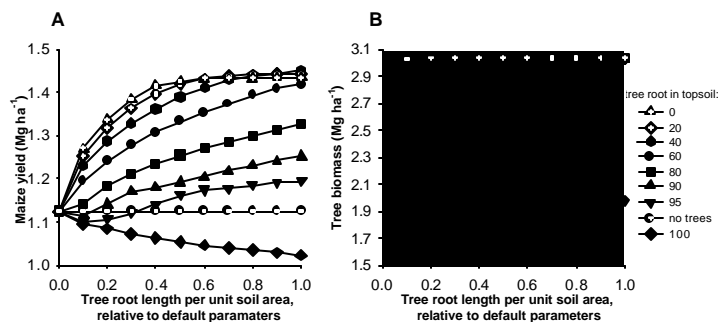 A
B
Maize yield (Mg ha-1)
1.5
1.4
1.3
1.2
1.1
1.0
0.0 0.2 0.4 0.6 0.8 1.0
Tree root length per unit soil area,
relative to default paramaters
Tree biomass (Mg ha-1)
3.1
2.9
2.7
2.5
2.3
2.1
1.9
1.7
1.5
0.0 0.2 0.4 0.6 0.8 1.0
Tree root length per unit soil area,
relative to default parameters
tree root in topsoil:
0
20
40
60
80
90
95
no trees
100